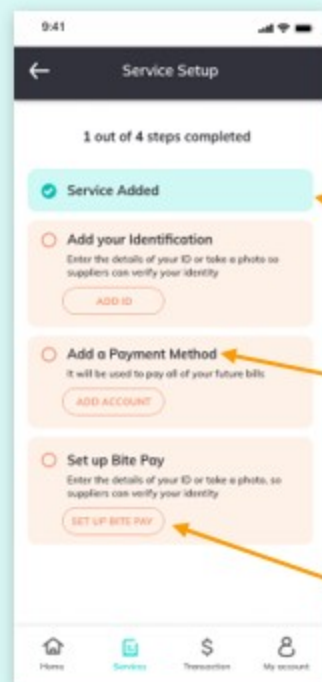 9:41
Service Setup
1 out of 4 steps completed
Service Added
Add your Identification
Enter the details of your ID or take a photo so
suppliers can verify your identity
ADD ID
Add a Payment Method
It will be used to pay all of your future bills
ADD ACCOUNT
Set up Bite Pay
Enter the details of your ID or take a photo, so
suppliers can verify your identity
SET UP BITE PAY
Home
Services
Transaction
My account